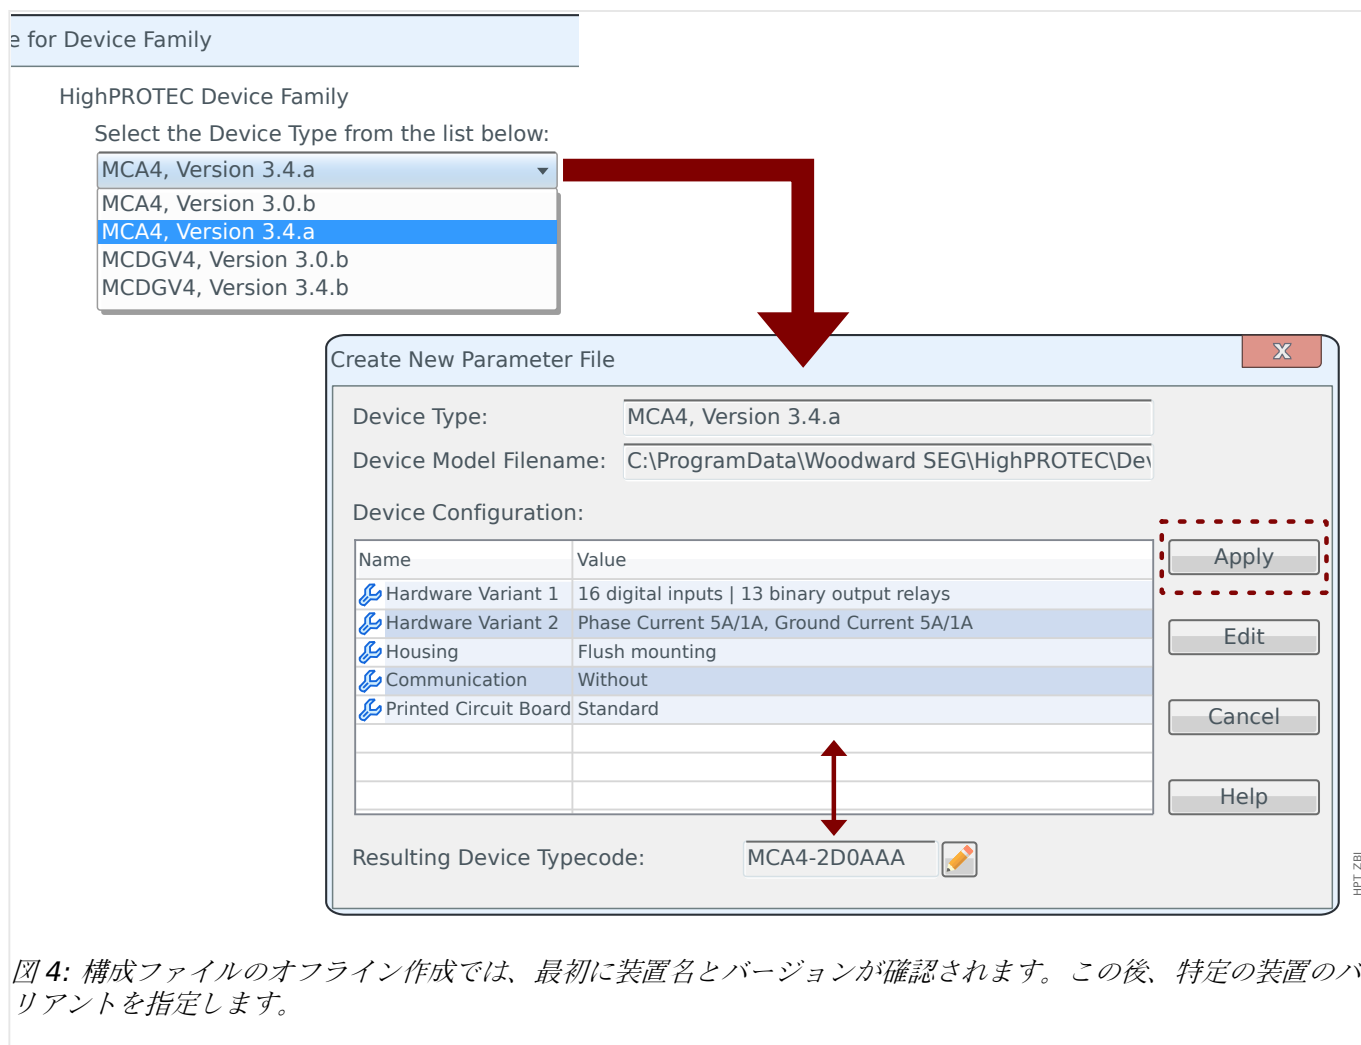 e for Device Family
HighPROTEC Device Family
Select the Device Type from the list below:
MCA4, Version 3.4.a
MCA4, Version 3.0.b
MCA4, Version 3.4.a
MCDGV4, Version 3.0.b
MCDGV4, Version 3.4.b
Create New Parameter File
X
Device Type: MCA4, Version 3.4.a
Device Model Filename: C:\ProgramData\Woodward SEG\HighPROTEC\Dev
Device Configuration:
Name Value
Hardware Variant 1 16 digital inputs | 13 binary output relays
Hardware Variant 2 Phase Current 5A/1A, Ground Current 5A/1A
Housing Flush mounting
Communication Without
Printed Circuit Board Standard
Apply
Edit
Cancel
Help
Resulting Device Typecode: MCA4-2D0AAA
図 4: 構成ファイルのオフライン作成では、最初に装置名とバージョンが確認されます。この後、特定の装置のバ
リアントを指定します。